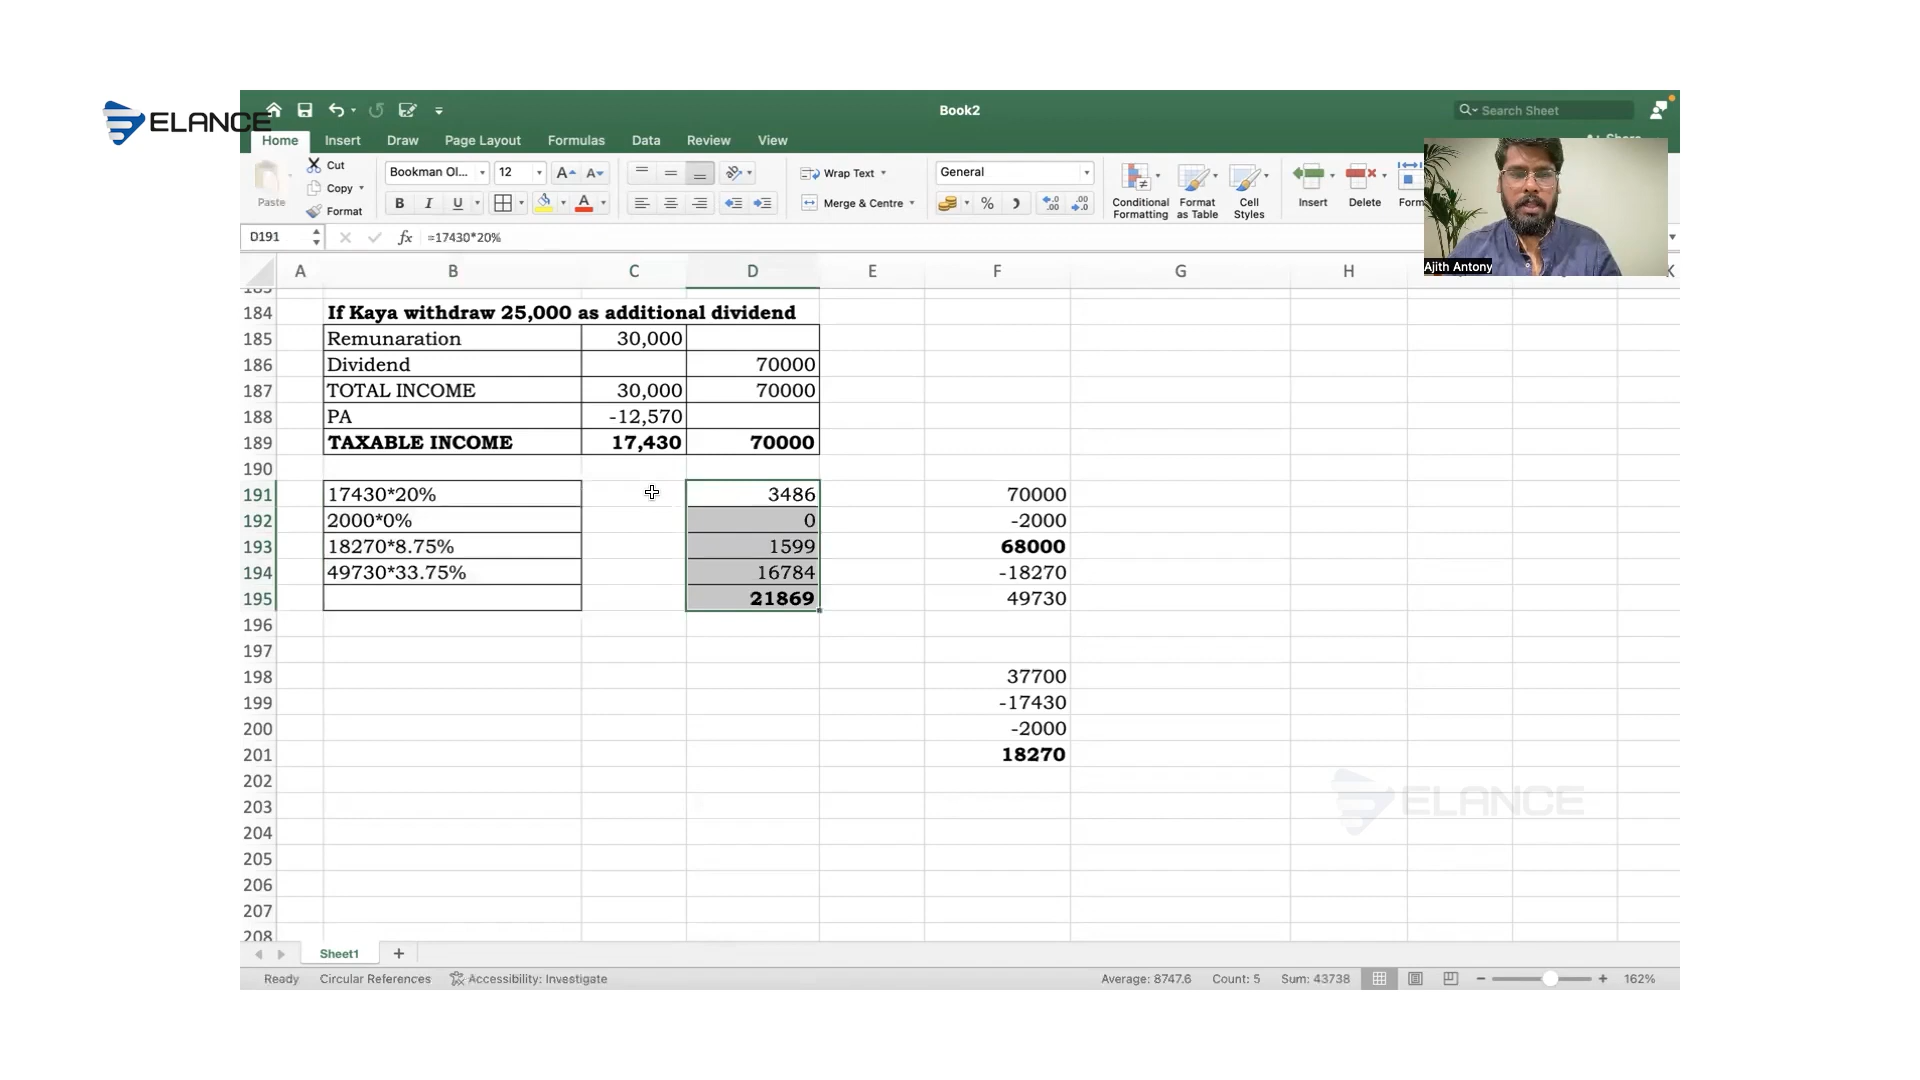 ELANCE
Book2
Search Sheet
Home Insert Draw Page Layout Formulas Data Review View
Share
Paste
Cut
Copy
Format
Bookman Ol... 12
B I U
Wrap Text
Merge & Centre
General
Conditional Formatting
Format as Table
Cell Styles
Insert
Delete
Form
Ajith Antony
D191 fx =17430*20%
A B C D E F G H K
183
184 If Kaya withdraw 25,000 as additional dividend
185 Remunaration 30,000
186 Dividend 70000
187 TOTAL INCOME 30,000 70000
188 PA -12,570
189 TAXABLE INCOME 17,430 70000
190
191 17430*20% 3486 70000
192 2000*0% 0 -2000
193 18270*8.75% 1599 68000
194 49730*33.75% 16784 -18270
195 21869 49730
196
197
198 37700
199 -17430
200 -2000
201 18270
202
203
ELANCE
204
205
206
207
208
Sheet1
Ready Circular References Accessibility: Investigate Average: 8747.6 Count: 5 Sum: 43738 162%